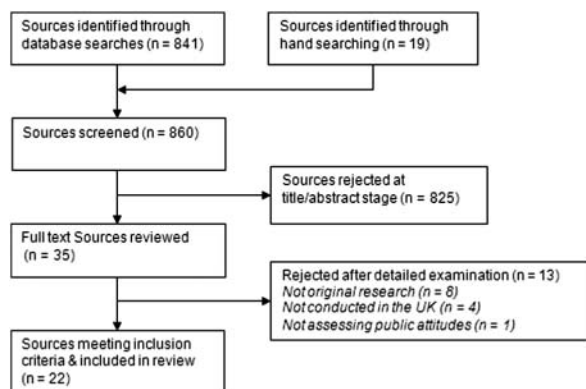 Sources identified through
database searches (n = 841)
Sources identified through
hand searching (n = 19)
Sources screened (n = 860)
Sources rejected at
title/abstract stage (n = 825)
Full text Sources reviewed
(n = 35)
Rejected after detailed examination (n = 13)
Not original research (n = 8)
Not conducted in the UK (n = 4)
Not assessing public attitudes (n = 1)
Sources meeting inclusion
criteria & included in review
(n = 22)